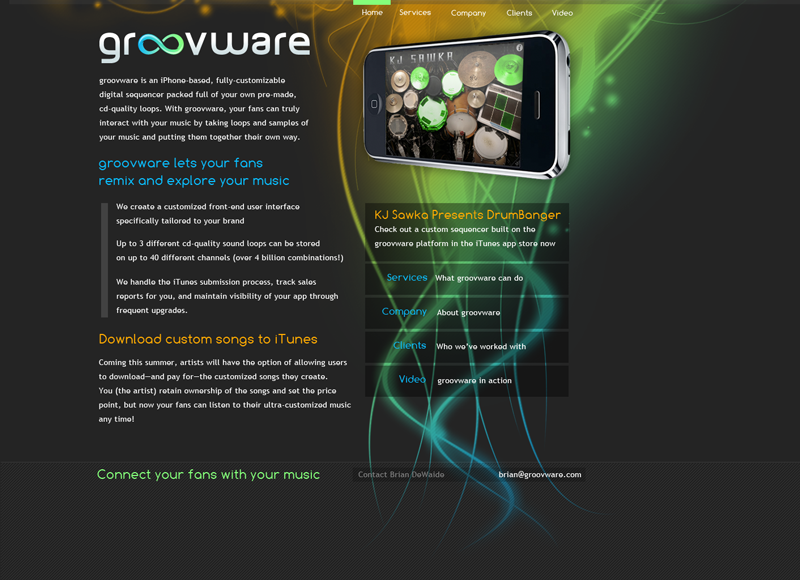 Home Services Company Clients Video
groovware
groovware is an iPhone-based, fully-customizable
digital sequencer packed full of your own pre-made,
cd-quality loops. With groovware, your fans can truly
interact with your music by taking loops and samples of
your music and putting them together their own way.
KJ SAWKA
groovware lets your fans
remix and explore your music
We create a customized front-end user interface
specifically tailored to your brand
Up to 3 different cd-quality sound loops can be stored
on up to 40 different channels (over 4 billion combinations!)
We handle the iTunes submission process, track sales
reports for you, and maintain visibility of your app through
frequent upgrades.
Download custom songs to iTunes
Coming this summer, artists will have the option of allowing users
to download—and pay for—the customized songs they create.
You (the artist) retain ownership of the songs and set the price
point, but now your fans can listen to their ultra-customized music
any time!
KJ Sawka Presents DrumBanger
Check out a custom sequencer built on the
groovware platform in the iTunes app store now
Services What groovware can do
Company About groovware
Clients Who we've worked with
Video groovware in action
Connect your fans with your music
Contact Brian DeWalde brian@groovware.com